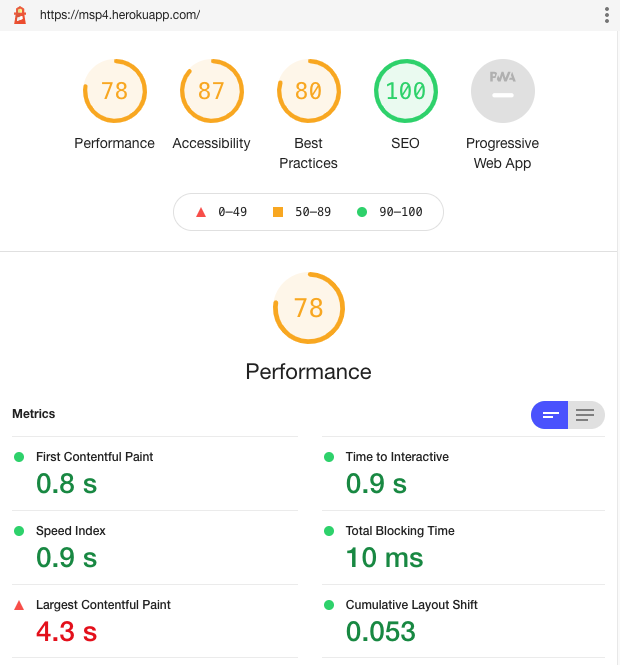 https://msp4.herokuapp.com/
78 87 80 100 PWA
Performance Accessibility Best Practices SEO Progressive Web App
0–49 50–89 90–100
78
Performance
Metrics
First Contentful Paint
0.8 s
Time to Interactive
0.9 s
Speed Index
0.9 s
Total Blocking Time
10 ms
Largest Contentful Paint
4.3 s
Cumulative Layout Shift
0.053